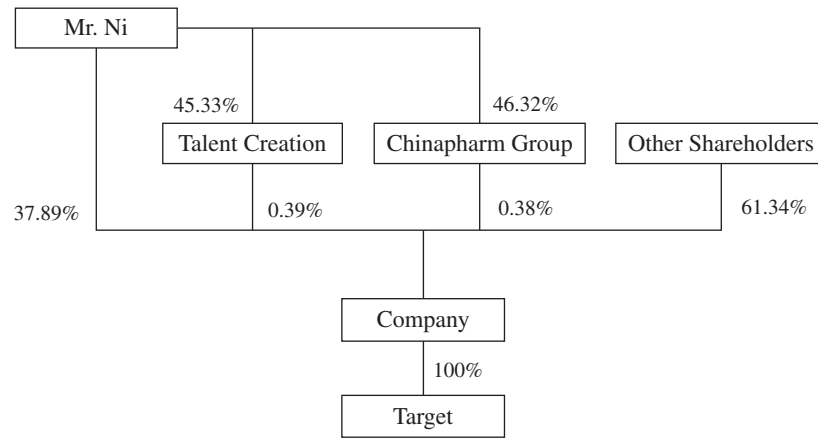 Mr. Ni
45.33%
46.32%
Talent Creation
Chinapharm Group
Other Shareholders
37.89%
0.39%
0.38%
61.34%
Company
100%
Target